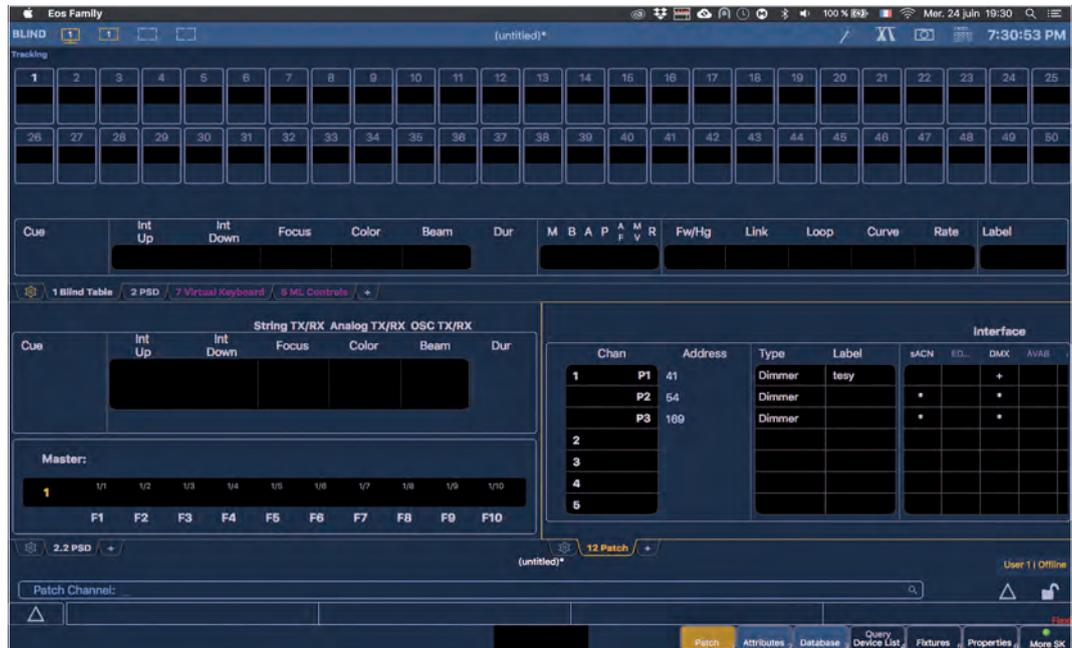 Eos Family 100 % Mer. 24 juin 19:30
BLIND 1 1 (untitled)* 7:30:53 PM
Tracking
1 2 3 4 5 6 7 8 9 10 11 12 13 14 15 16 17 18 19 20 21 22 23 24 25
26 27 28 29 30 31 32 33 34 35 36 37 38 39 40 41 42 43 44 45 46 47 48 49 50
Cue Int Up Int Down Focus Color Beam Dur M B A P A F M V R Fw/Hg Link Loop Curve Rate Label
1 Blind Table 2 PSD 7 Virtual Keyboard 5 ML Controls +
String TX/RX Analog TX/RX OSC TX/RX
Cue Int Up Int Down Focus Color Beam Dur
Interface
Chan Address Type Label sACN ED... DMX AVAB
1 P1 41 Dimmer tesy +
P2 54 Dimmer * *
P3 169 Dimmer * *
2
3
4
5
Master:
1 1/1 1/2 1/3 1/4 1/5 1/6 1/7 1/8 1/9 1/10
F1 F2 F3 F4 F5 F6 F7 F8 F9 F10
2.2 PSD + 12 Patch +
(untitled)*
User 1 | Offline
Patch Channel: _
Patch Attributes Database Query Device List Fixtures Properties More SK